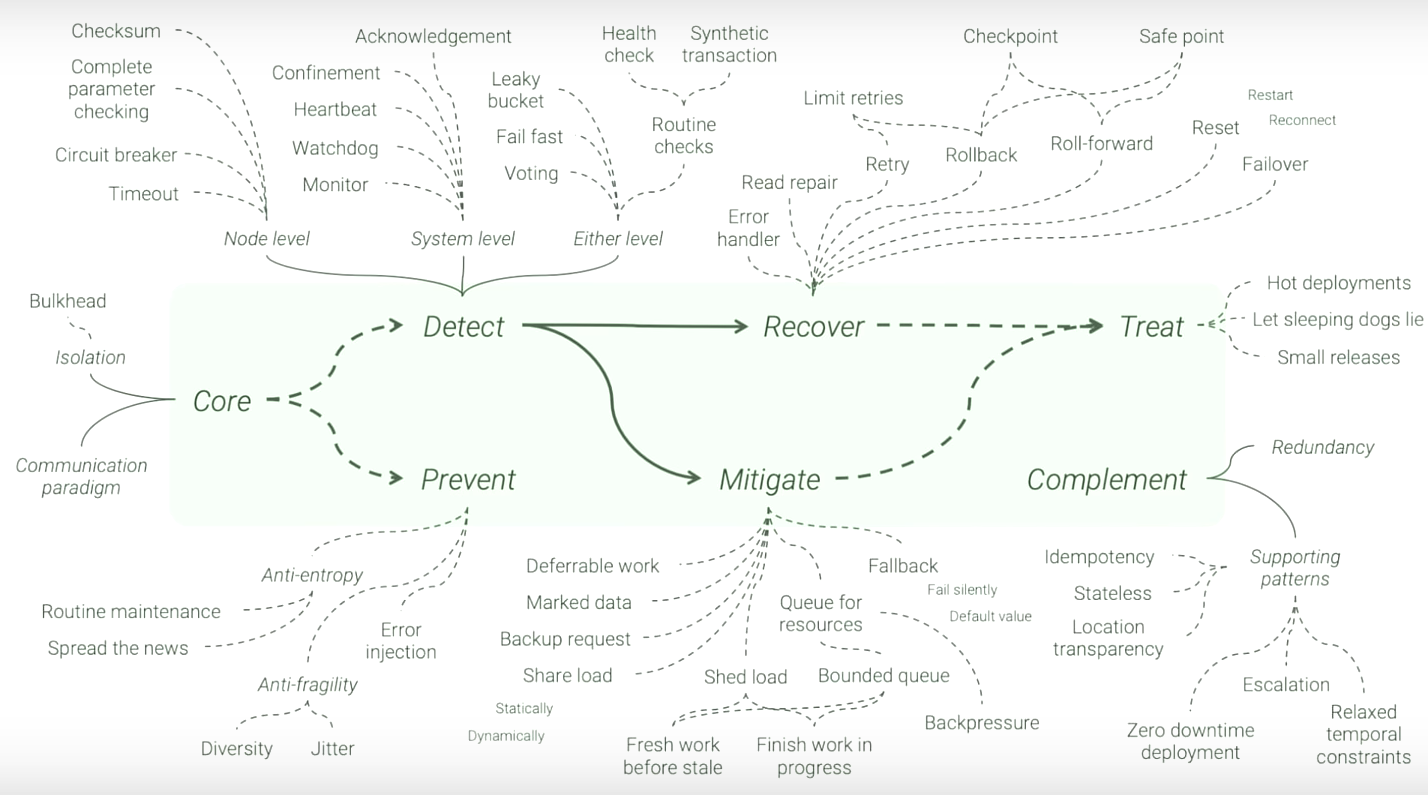 Checksum
Complete
parameter
checking
Circuit breaker
Timeout
Node level
Acknowledgement
Confinement
Heartbeat
Watchdog
Monitor
System level
Leaky
bucket
Fail fast
Voting
Either level
Health
check
Synthetic
transaction
Routine
checks
Limit retries
Retry
Read repair
Error
handler
Checkpoint
Safe point
Rollback
Roll-forward
Reset
Restart
Reconnect
Failover
Bulkhead
Isolation
Communication
paradigm
Core
Detect
Recover
Treat
Prevent
Mitigate
Complement
Hot deployments
Let sleeping dogs lie
Small releases
Redundancy
Supporting
patterns
Idempotency
Stateless
Location
transparency
Escalation
Zero downtime
deployment
Relaxed
temporal
constraints
Anti-entropy
Routine maintenance
Spread the news
Error
injection
Anti-fragility
Diversity
Jitter
Deferrable work
Marked data
Backup request
Share load
Statically
Dynamically
Shed load
Queue for
resources
Bounded queue
Fresh work
before stale
Finish work in
progress
Backpressure
Fallback
Fail silently
Default value